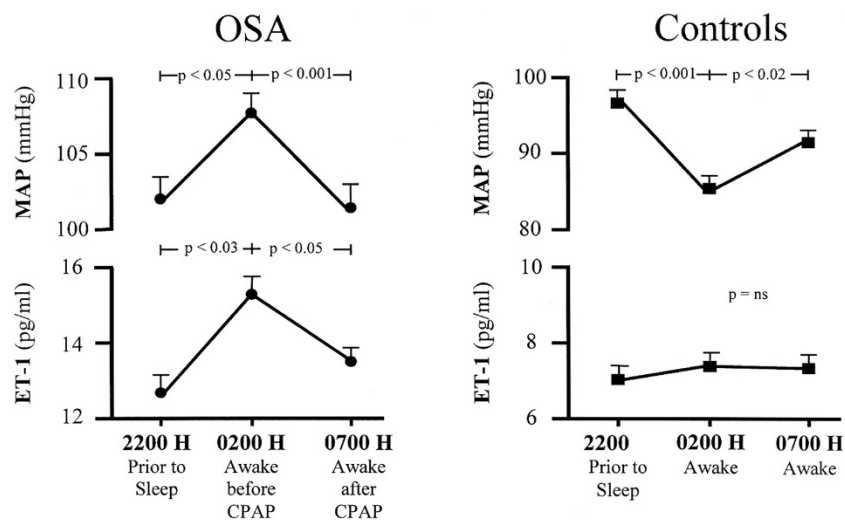 OSA
p < 0.05 p < 0.001
MAP (mmHg)
110
105
100
p < 0.03 p < 0.05
ET-1 (pg/ml)
16
14
12
2200 H 0200 H 0700 H
Prior to Awake Awake
Sleep before after
CPAP CPAP
Controls
p < 0.001 p < 0.02
MAP (mmHg)
100
90
80
p = ns
ET-1 (pg/ml)
10
8
6
2200 0200 H 0700 H
Prior to Awake Awake
Sleep